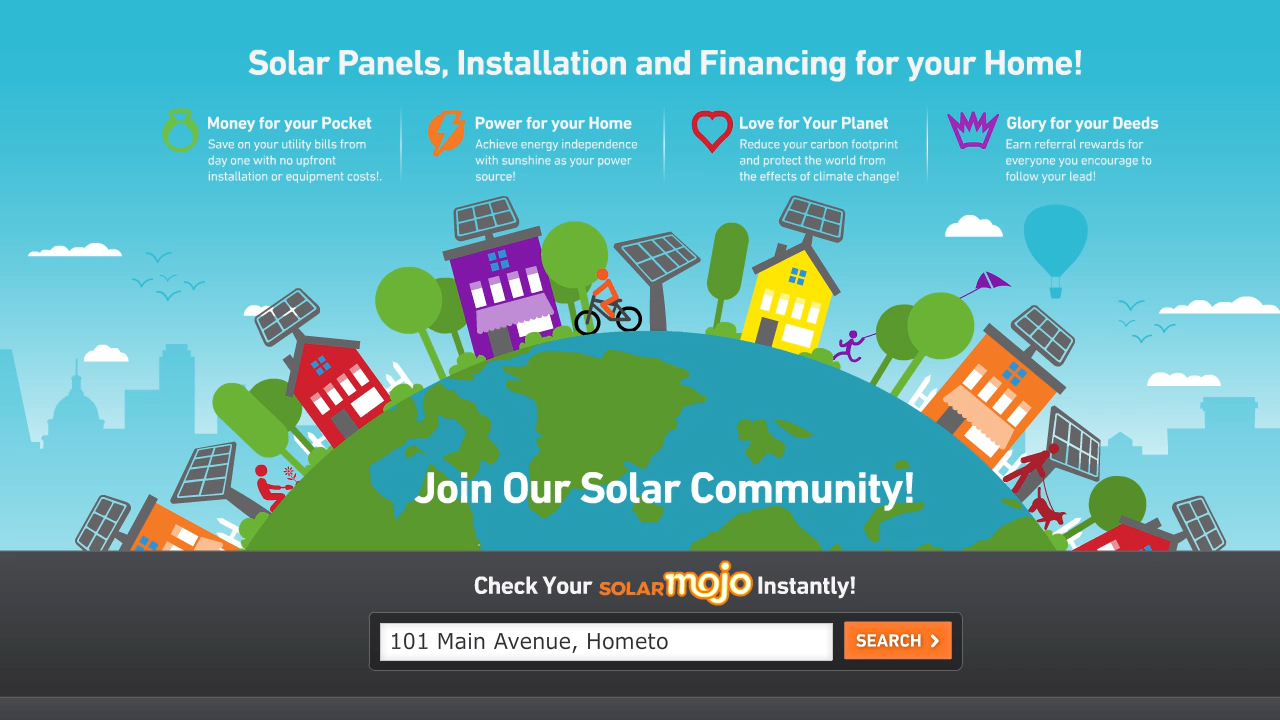 Solar Panels, Installation and Financing for your Home!
Money for your Pocket
Save on your utility bills from
day one with no upfront
installation or equipment costs!.
Power for your Home
Achieve energy independence
with sunshine as your power
source!
Love for Your Planet
Reduce your carbon footprint
and protect the world from
the effects of climate change!
Glory for your Deeds
Earn referral rewards for
everyone you encourage to
follow your lead!
Join Our Solar Community!
Check Your SOLAR mojo Instantly!
101 Main Avenue, Hometo
SEARCH